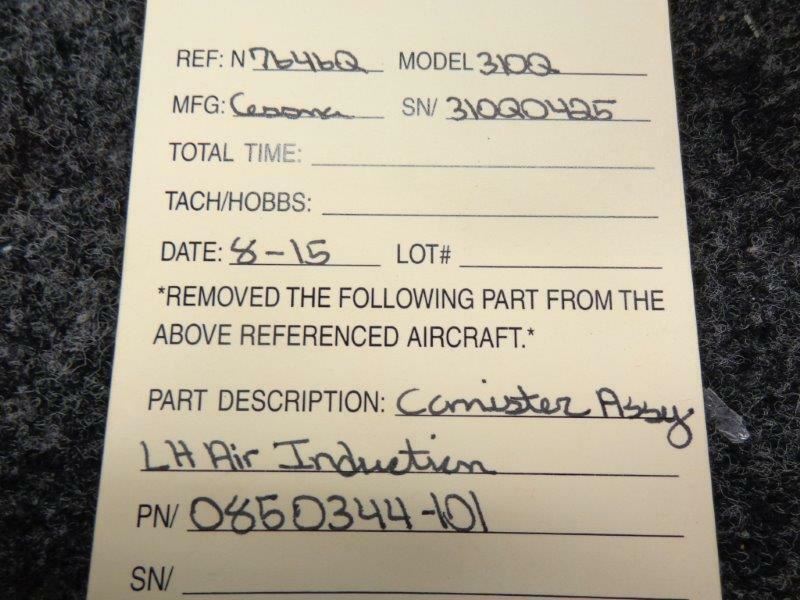 REF: N7646Q MODEL 310Q
MFG: Cessna SN/ 310Q0425
TOTAL TIME:
TACH/HOBBS:
DATE: 8-15 LOT#
*REMOVED THE FOLLOWING PART FROM THE
ABOVE REFERENCED AIRCRAFT.*
PART DESCRIPTION: Cannister Assy
LH Air Induction
PN/ 0850344-101
SN/